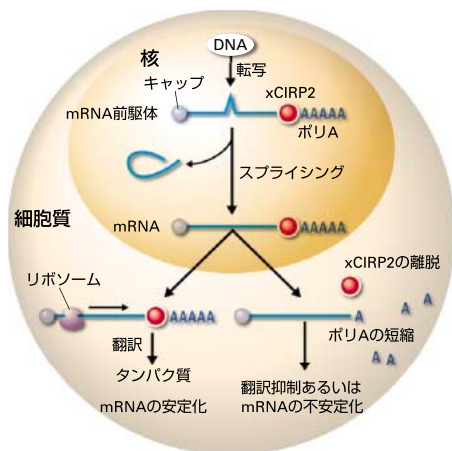 DNA
核
転写
キャップ
xCIRP2
mRNA前駆体
AAAAA
ポリA
スプライシング
細胞質
mRNA
AAAAA
xCIRP2の離脱
リボソーム
AAAAA
A
A
A
ポリAの短縮
A A
翻訳
タンパク質
mRNAの安定化
翻訳抑制あるいは
mRNAの不安定化